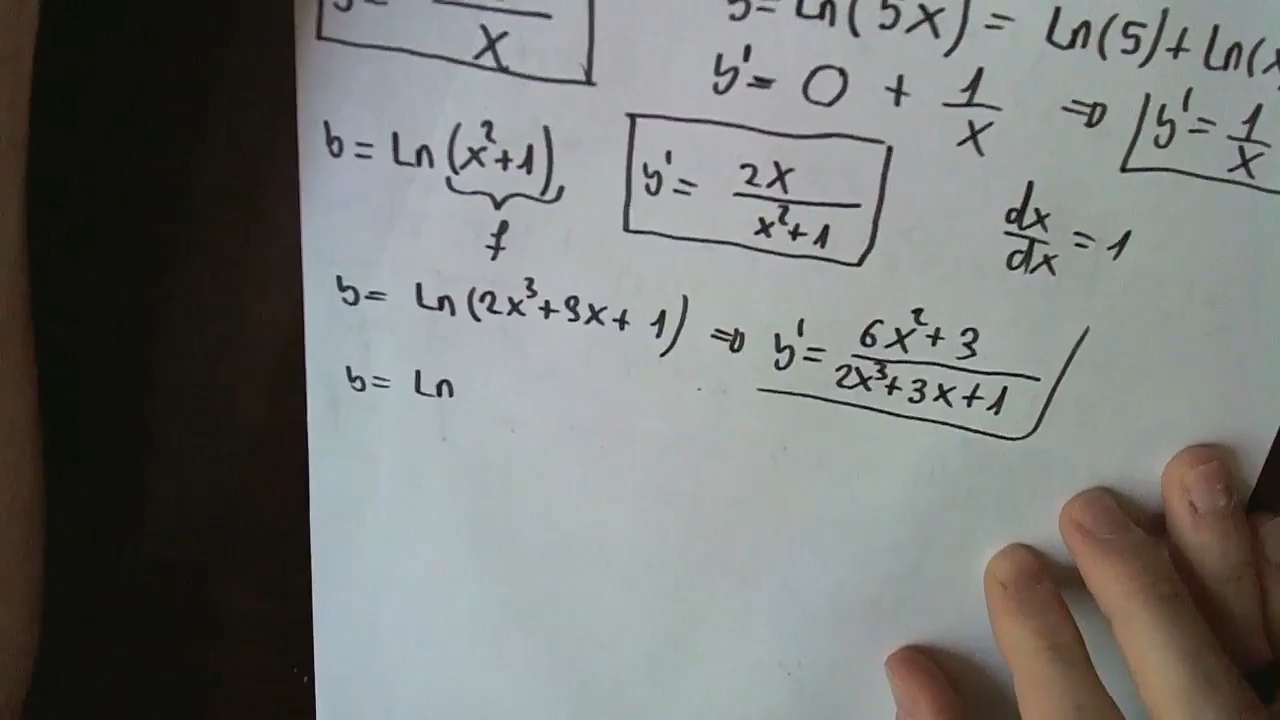 x
y = Ln(5x) = Ln(5) + Ln(x
y' = 0 + 1/x ⇒ y' = 1/x
y = Ln(x² + 1) y' = 2x/(x² + 1)
f
dx/dx = 1
y = Ln(2x³ + 3x + 1) ⇒ y' = (6x² + 3)/(2x³ + 3x + 1)
y = Ln